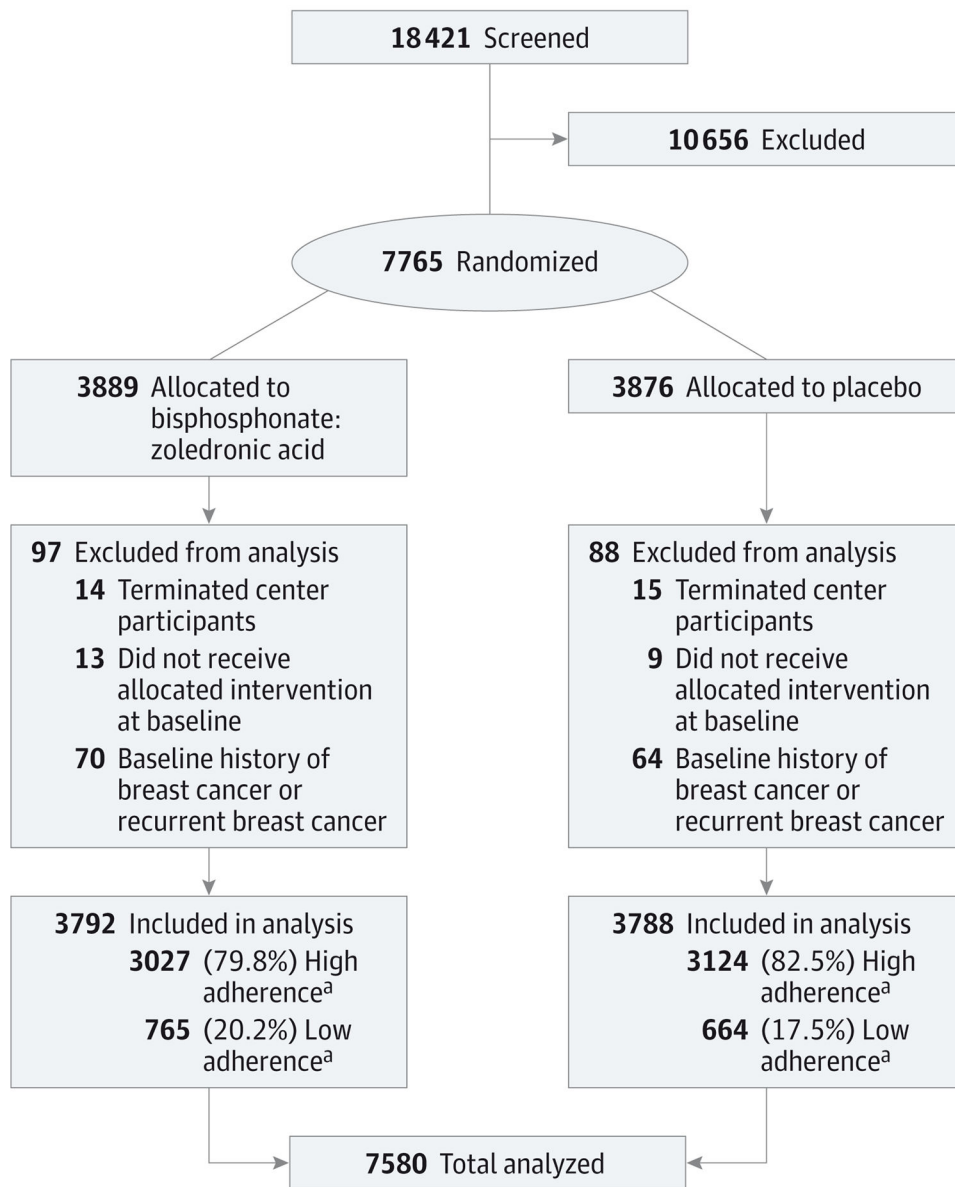 18 421 Screened
10 656 Excluded
7765 Randomized
3889 Allocated to
bisphosphonate:
zoledronic acid
3876 Allocated to placebo
97 Excluded from analysis
14 Terminated center
participants
13 Did not receive
allocated intervention
at baseline
70 Baseline history of
breast cancer or
recurrent breast cancer
88 Excluded from analysis
15 Terminated center
participants
9 Did not receive
allocated intervention
at baseline
64 Baseline history of
breast cancer or
recurrent breast cancer
3792 Included in analysis
3027 (79.8%) High
adherenceᵃ
765 (20.2%) Low
adherenceᵃ
3788 Included in analysis
3124 (82.5%) High
adherenceᵃ
664 (17.5%) Low
adherenceᵃ
7580 Total analyzed